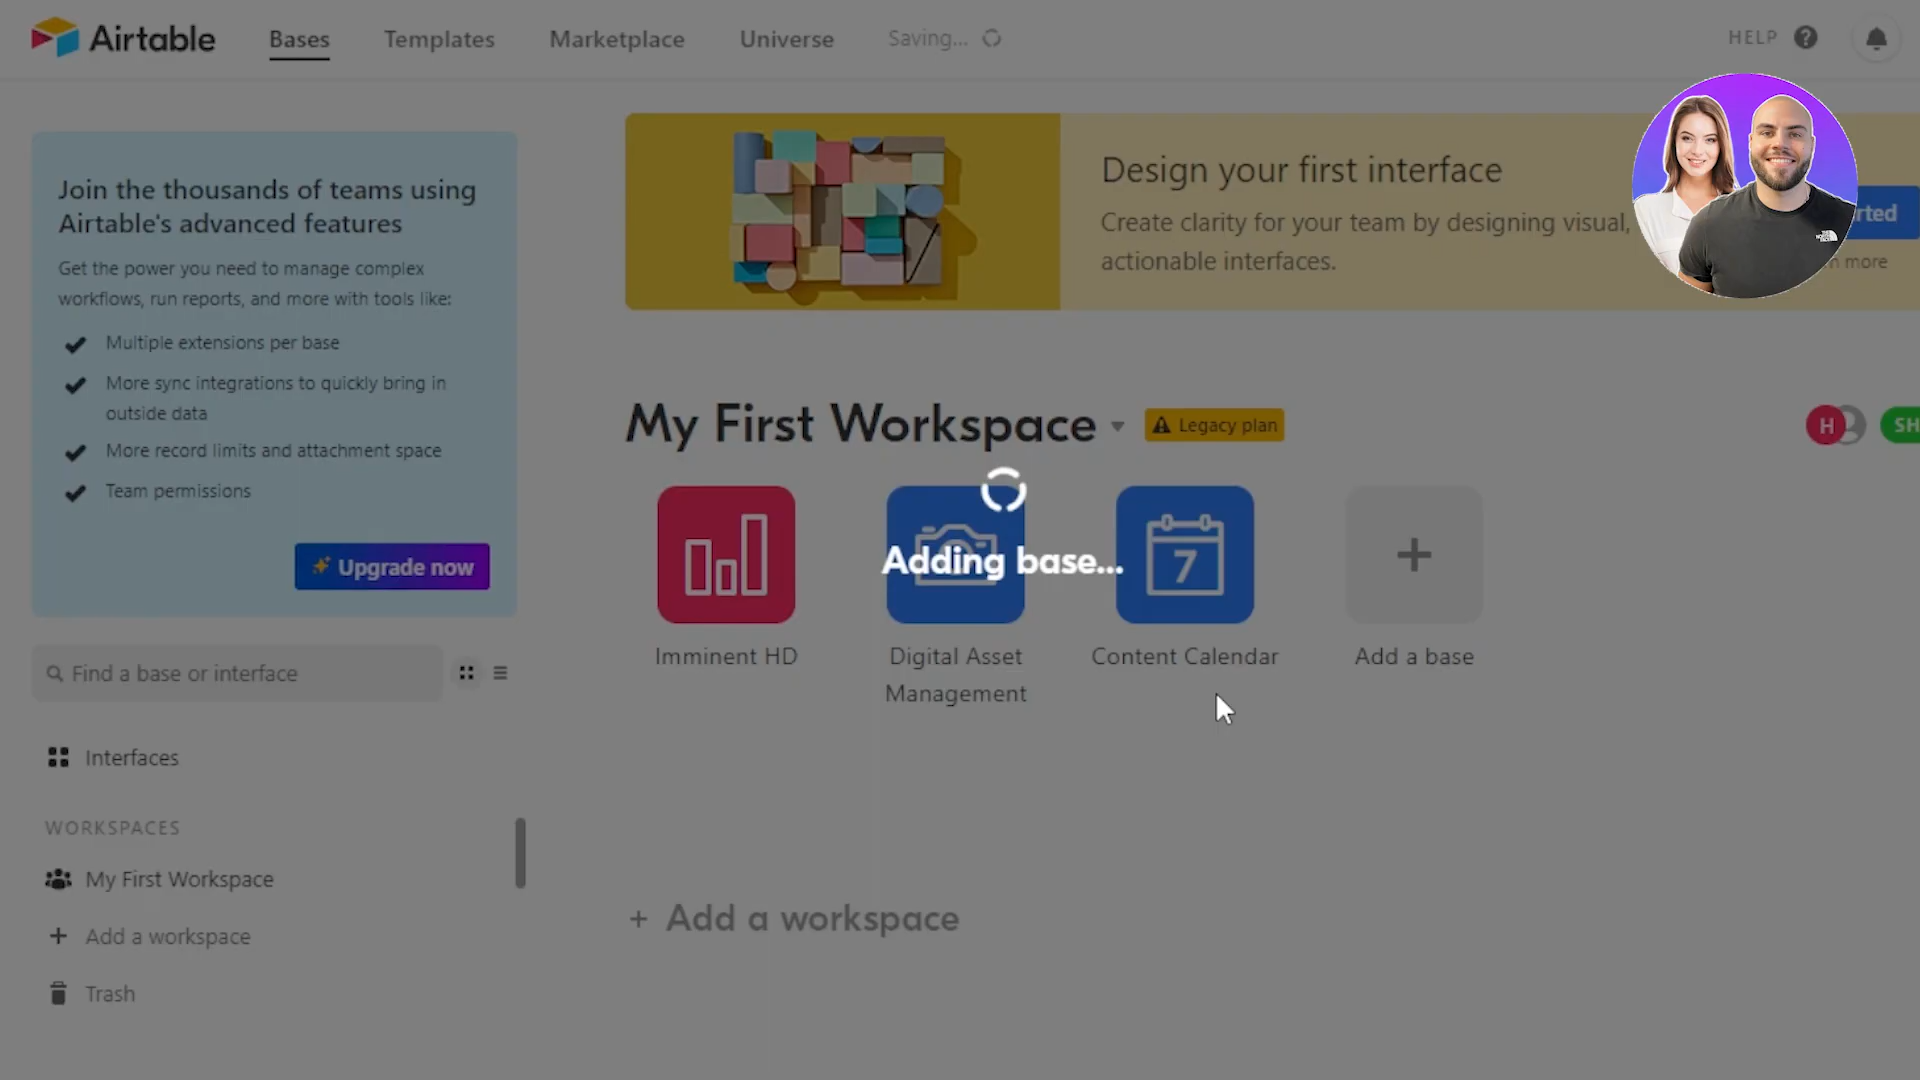 Airtable
Bases
Templates
Marketplace
Universe
Saving...
HELP
Join the thousands of teams using
Airtable's advanced features
Get the power you need to manage complex
workflows, run reports, and more with tools like:
Multiple extensions per base
More sync integrations to quickly bring in
outside data
More record limits and attachment space
Team permissions
Upgrade now
Find a base or interface
Interfaces
WORKSPACES
My First Workspace
Add a workspace
Trash
Design your first interface
Create clarity for your team by designing visual,
actionable interfaces.
My First Workspace
Legacy plan
H
Adding base...
7
Imminent HD
Digital Asset
Management
Content Calendar
Add a base
+ Add a workspace